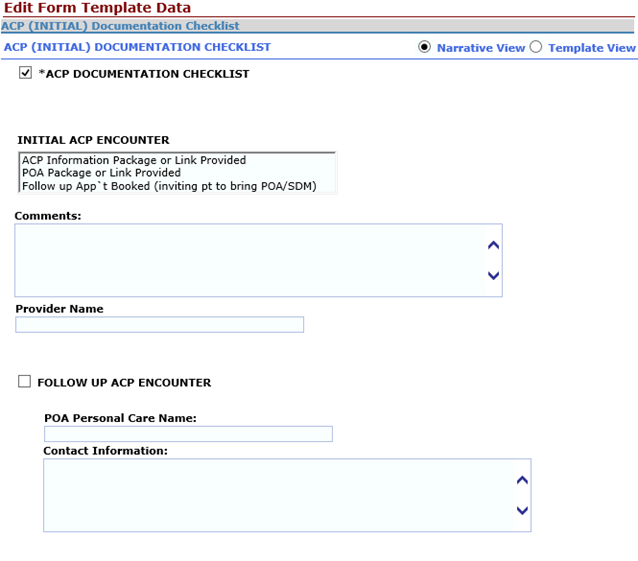 Edit Form Template Data
ACP (INITIAL) Documentation Checklist
ACP (INITIAL) DOCUMENTATION CHECKLIST Narrative View Template View
*ACP DOCUMENTATION CHECKLIST
INITIAL ACP ENCOUNTER
ACP Information Package or Link Provided
POA Package or Link Provided
Follow up App`t Booked (inviting pt to bring POA/SDM)
Comments:
Provider Name
FOLLOW UP ACP ENCOUNTER
POA Personal Care Name:
Contact Information: